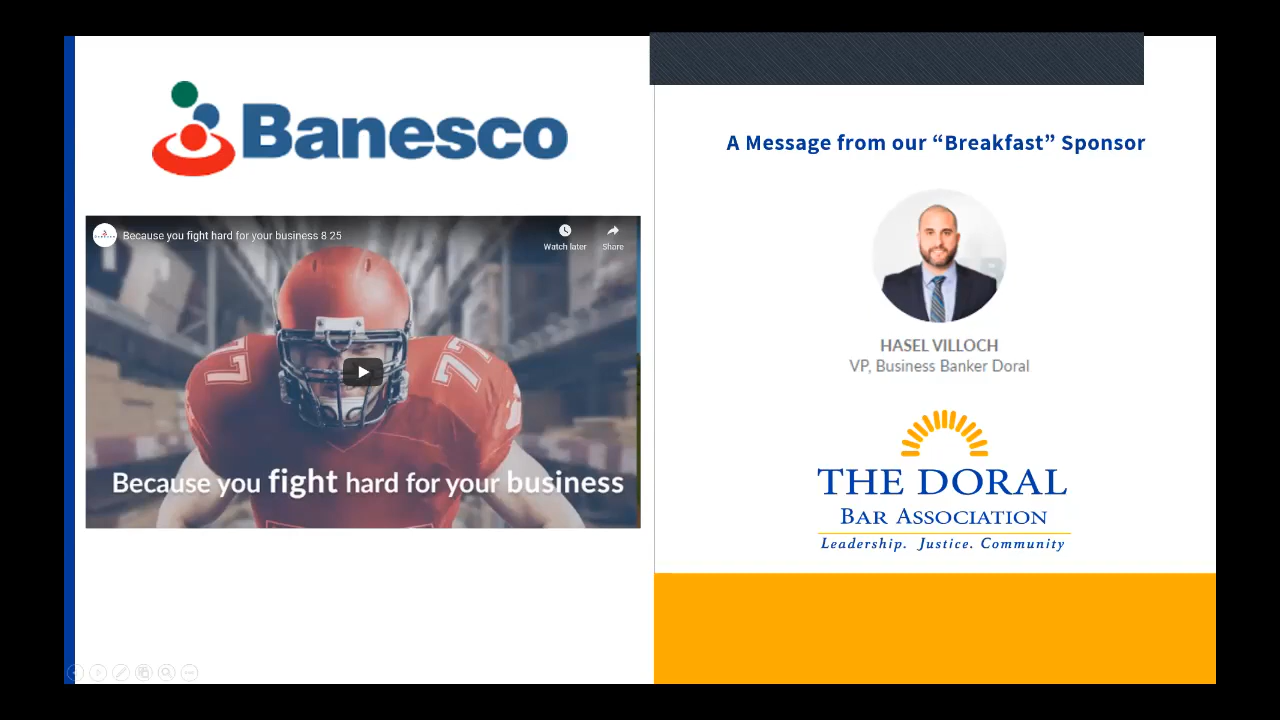 Banesco
Because you fight hard for your business 8 25
Watch later
Share
77
77
Because you fight hard for your business
A Message from our “Breakfast” Sponsor
HASEL VILLOCH
VP, Business Banker Doral
THE DORAL
BAR ASSOCIATION
Leadership. Justice. Community